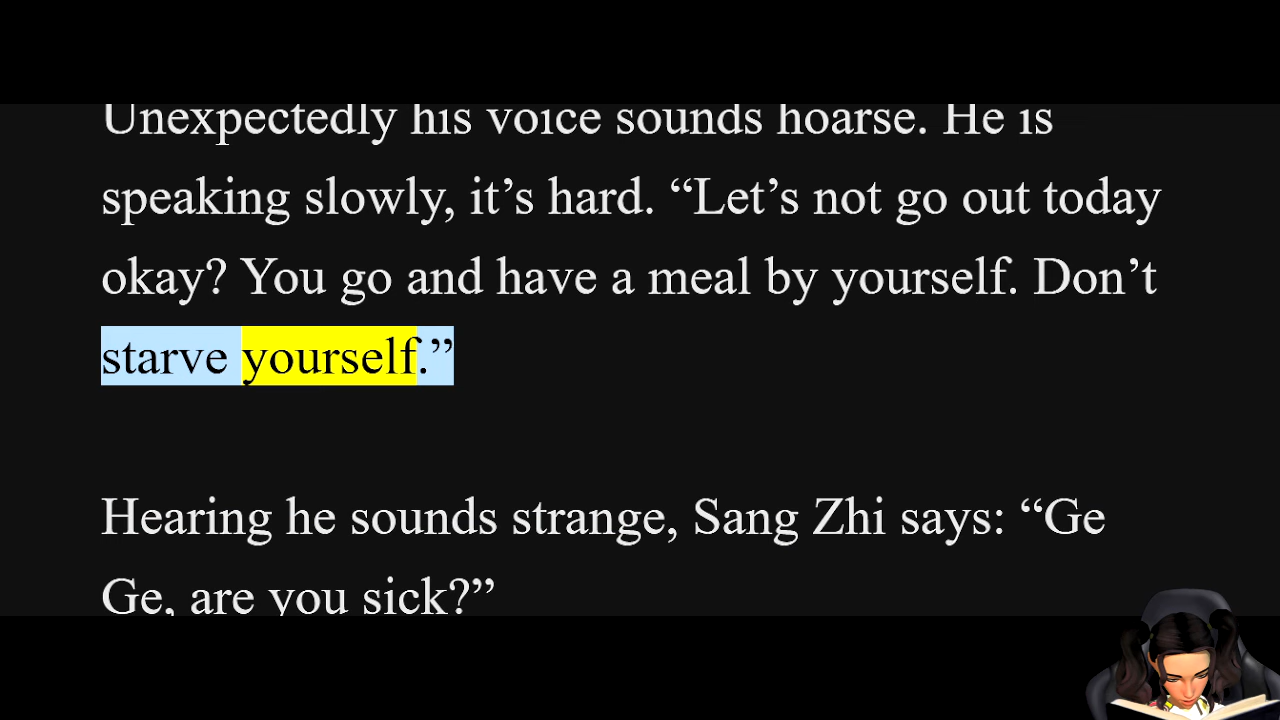 Unexpectedly his voice sounds hoarse. He is
speaking slowly, it’s hard. “Let’s not go out today
okay? You go and have a meal by yourself. Don’t
starve yourself.”
Hearing he sounds strange, Sang Zhi says: “Ge
Ge, are you sick?”